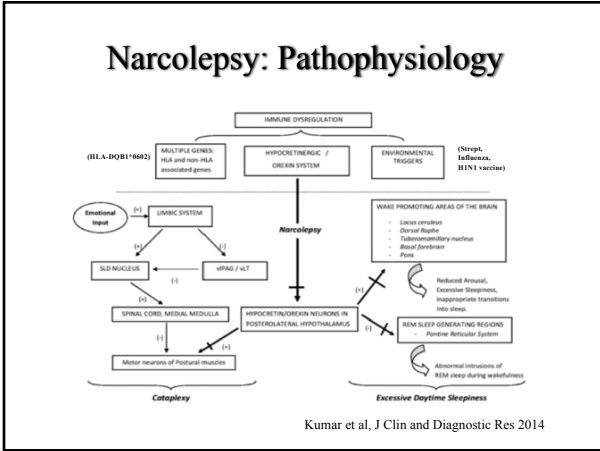 Narcolepsy: Pathophysiology
IMMUNE DYSREGULATION
(HLA-DQB1*0602)
MULTIPLE GENES:
HLA and non-HLA
associated genes
HYPOCRETINERGIC /
OREXIN SYSTEM
ENVIRONMENTAL
TRIGGERS
(Strept,
Influenza,
H1N1 vaccine)
Emotional
Input
(+)
LIMBIC SYSTEM
(+)
(-)
SLD NUCLEUS
(-)
vlPAG / vLT
(+)
SPINAL CORD, MEDIAL MEDULLA
(-)
(+)
Motor neurons of Postural muscles
Cataplexy
Narcolepsy
HYPOCRETIN/OREXIN NEURONS IN
POSTEROLATERAL HYPOTHALAMUS
WAKE PROMOTING AREAS OF THE BRAIN
- Locus ceruleus
- Dorsal Raphe
- Tuberomamillary nucleus
- Basal forebrain
- Pons
(+)
Reduced Arousal,
Excessive Sleepiness,
Inappropriate transitions
into sleep.
(-)
REM SLEEP GENERATING REGIONS
- Pontine Reticular System
Abnormal intrusions of
REM sleep during wakefulness
Excessive Daytime Sleepiness
Kumar et al, J Clin and Diagnostic Res 2014